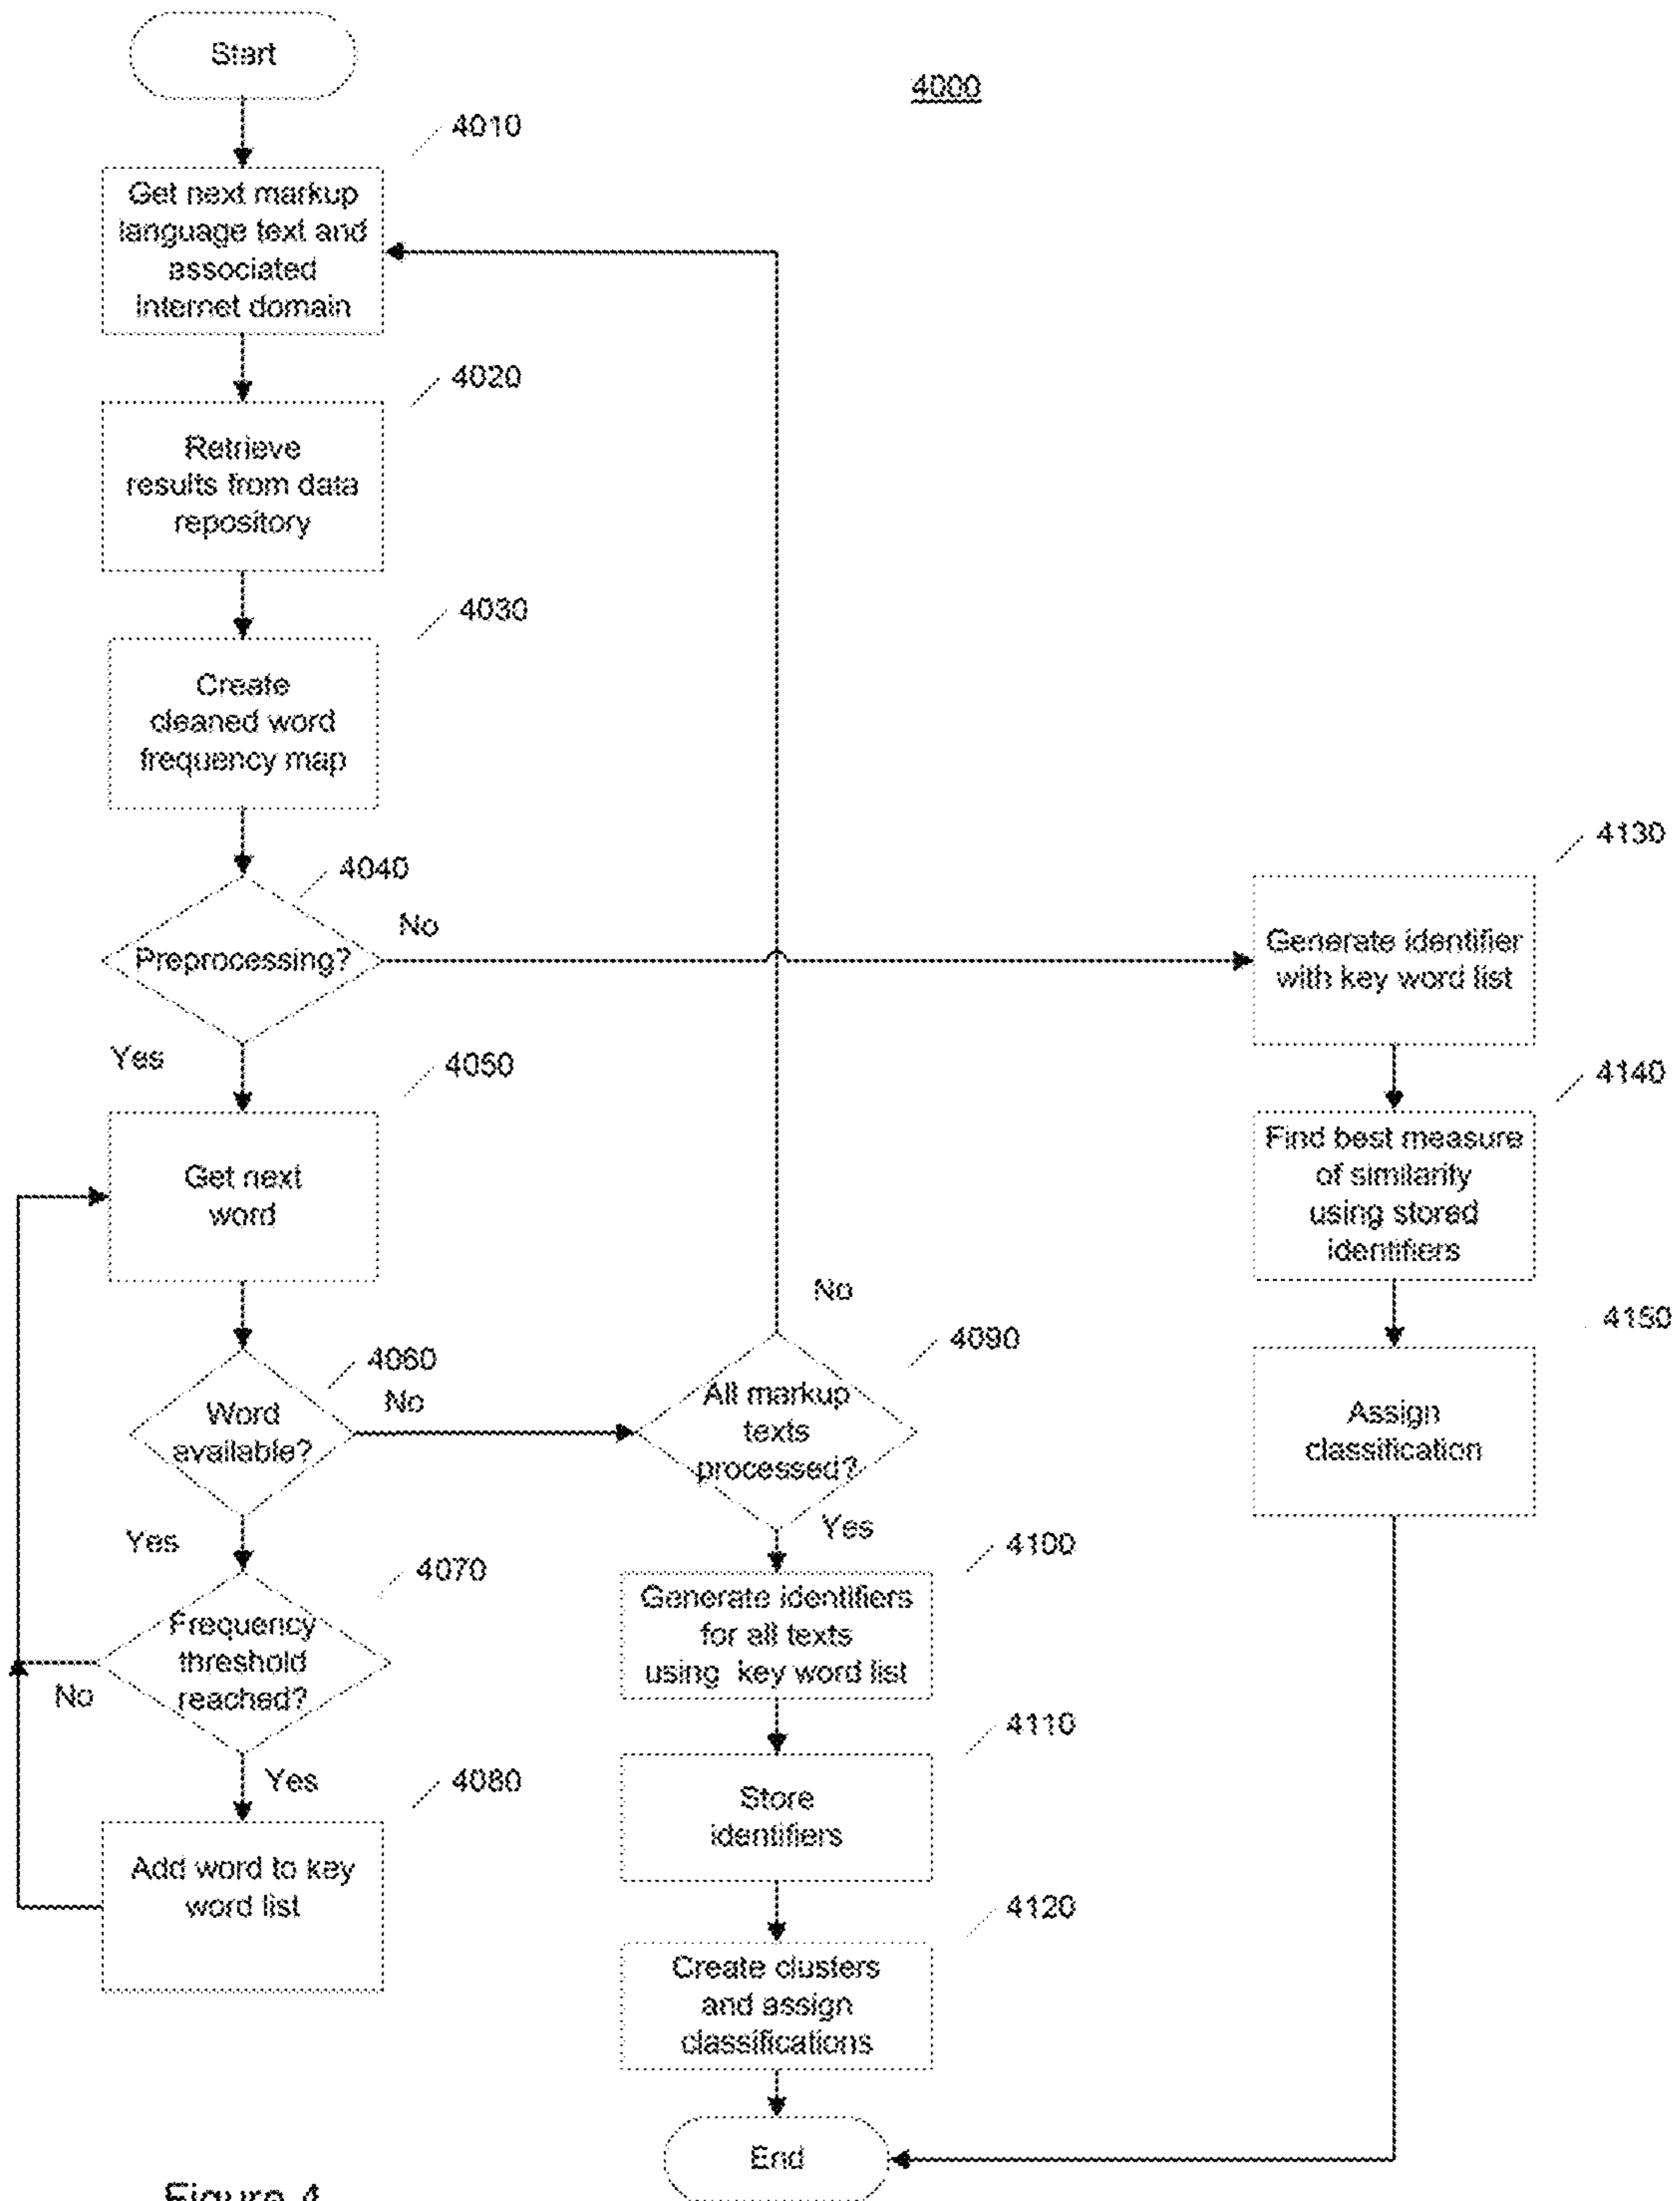 Start
4000
4010
Get next markup
language text and
associated
Internet domain
4020
Retrieve
results from data
repository
4030
Create
cleaned word
frequency map
4040
Preprocessing?
No
Yes
4130
Generate identifier
with key word list
4050
Get next
word
4140
Find best measure
of similarity
using stored
identifiers
4060
Word
available?
No
Yes
4090
All markup
texts
processed?
No
Yes
4150
Assign
classification
4070
Frequency
threshold
reached?
No
Yes
4080
Add word to key
word list
4100
Generate identifiers
for all texts
using key word list
4110
Store
identifiers
4120
Create clusters
and assign
classifications
End
Figure 4